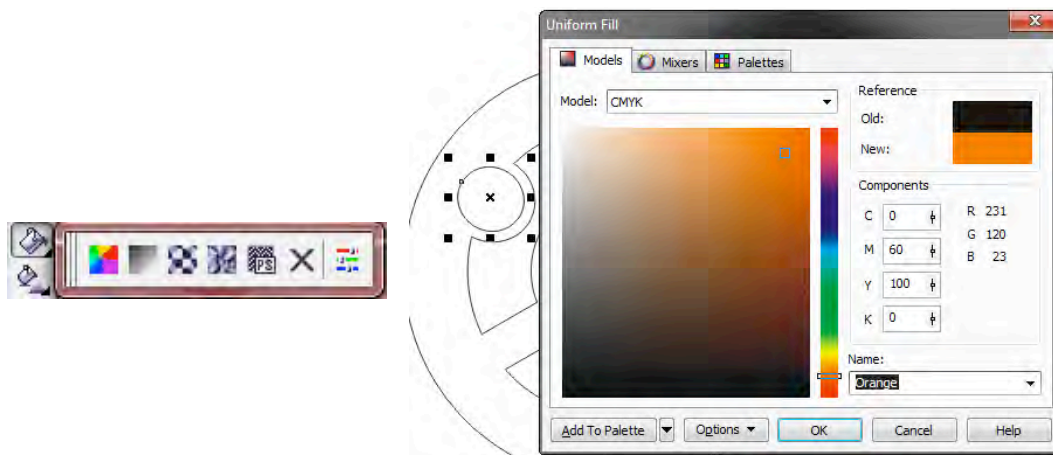 PS
Uniform Fill
Models Mixers Palettes
Model: CMYK
Reference
Old:
New:
Components
C 0 R 231
M 60 G 120
Y 100 B 23
K 0
Name:
Orange
Add To Palette Options OK Cancel Help